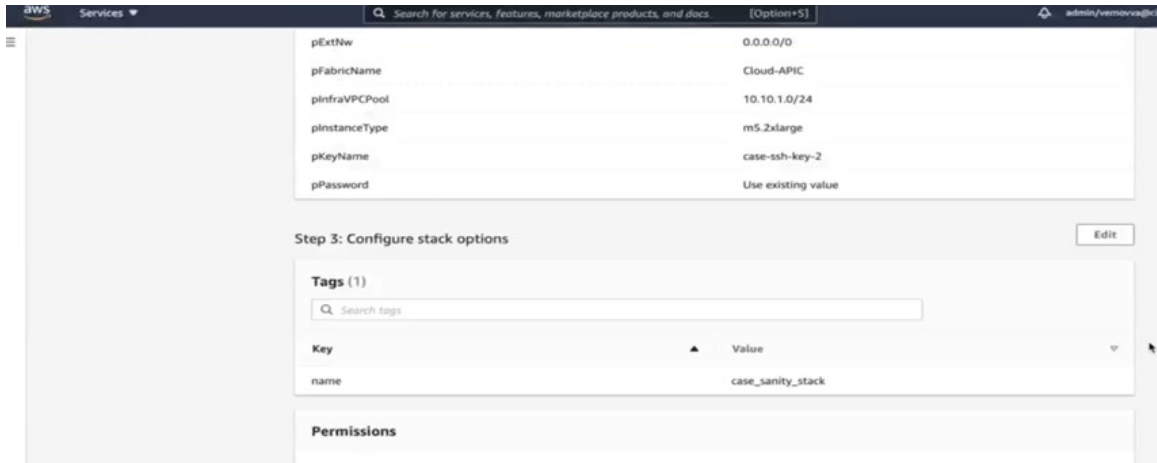 aws Services ▼ Search for services, features, marketplace products, and docs. [Option+S]
pExtNw 0.0.0.0/0
pFabricName Cloud-APIC
pInfraVPCPool 10.10.1.0/24
pInstanceType m5.2xlarge
pKeyName case-ssh-key-2
pPassword Use existing value
Step 3: Configure stack options Edit
Tags (1)
Search tags
Key ▲ Value ▽
name case_sanity_stack
Permissions